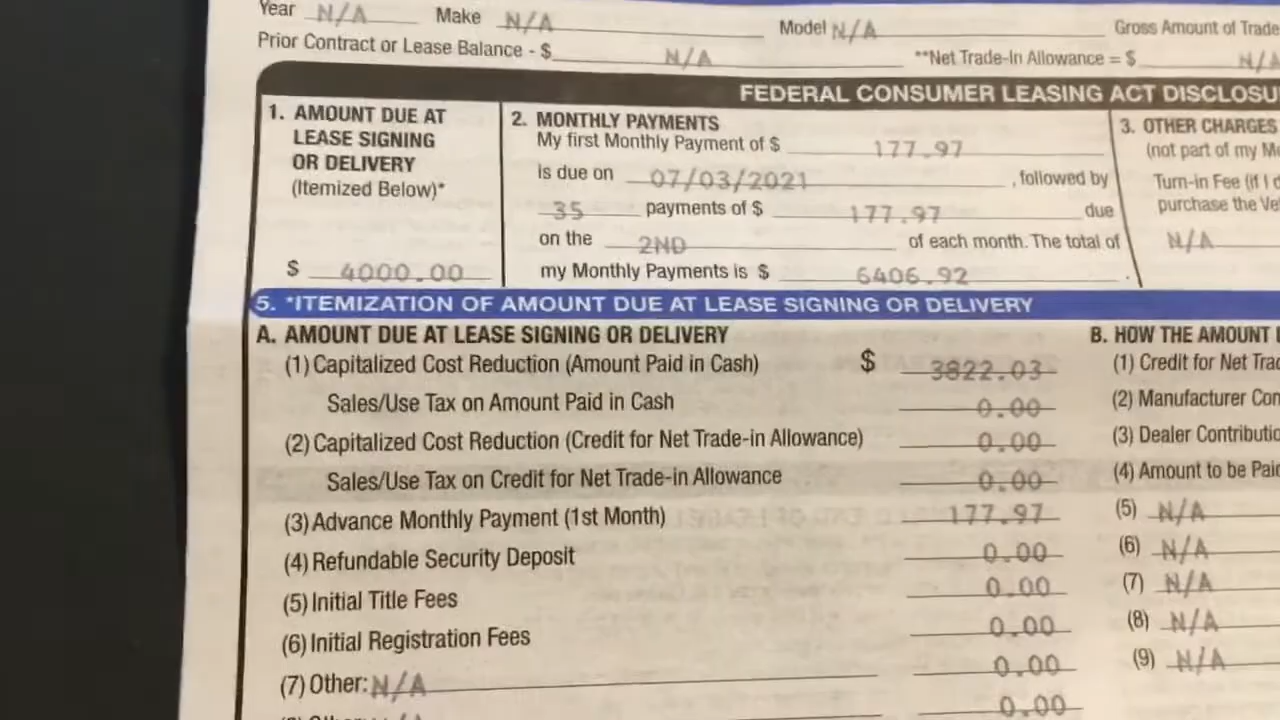 Year N/A Make N/A Model N/A Gross Amount of Trade
Prior Contract or Lease Balance - $ N/A **Net Trade-In Allowance = $ N/A
FEDERAL CONSUMER LEASING ACT DISCLOSU
1. AMOUNT DUE AT
LEASE SIGNING
OR DELIVERY
(Itemized Below)*
$ 4000.00
2. MONTHLY PAYMENTS
My first Monthly Payment of $ 177.97
Is due on 07/03/2021, followed by
35 payments of $ 177.97 due
on the 2ND of each month. The total of
my Monthly Payments is $ 6406.92.
3. OTHER CHARGES
(not part of my Mo
Turn-in Fee (if I d
purchase the Ve
N/A
5. *ITEMIZATION OF AMOUNT DUE AT LEASE SIGNING OR DELIVERY
A. AMOUNT DUE AT LEASE SIGNING OR DELIVERY
(1) Capitalized Cost Reduction (Amount Paid in Cash) $ 3822.03
Sales/Use Tax on Amount Paid in Cash 0.00
(2) Capitalized Cost Reduction (Credit for Net Trade-in Allowance) 0.00
Sales/Use Tax on Credit for Net Trade-in Allowance 0.00
(3) Advance Monthly Payment (1st Month) 177.97
(4) Refundable Security Deposit 0.00
(5) Initial Title Fees 0.00
(6) Initial Registration Fees 0.00
(7) Other: N/A 0.00
0.00
B. HOW THE AMOUNT
(1) Credit for Net Trad
(2) Manufacturer Con
(3) Dealer Contributio
(4) Amount to be Paid
(5) N/A
(6) N/A
(7) N/A
(8) N/A
(9) N/A